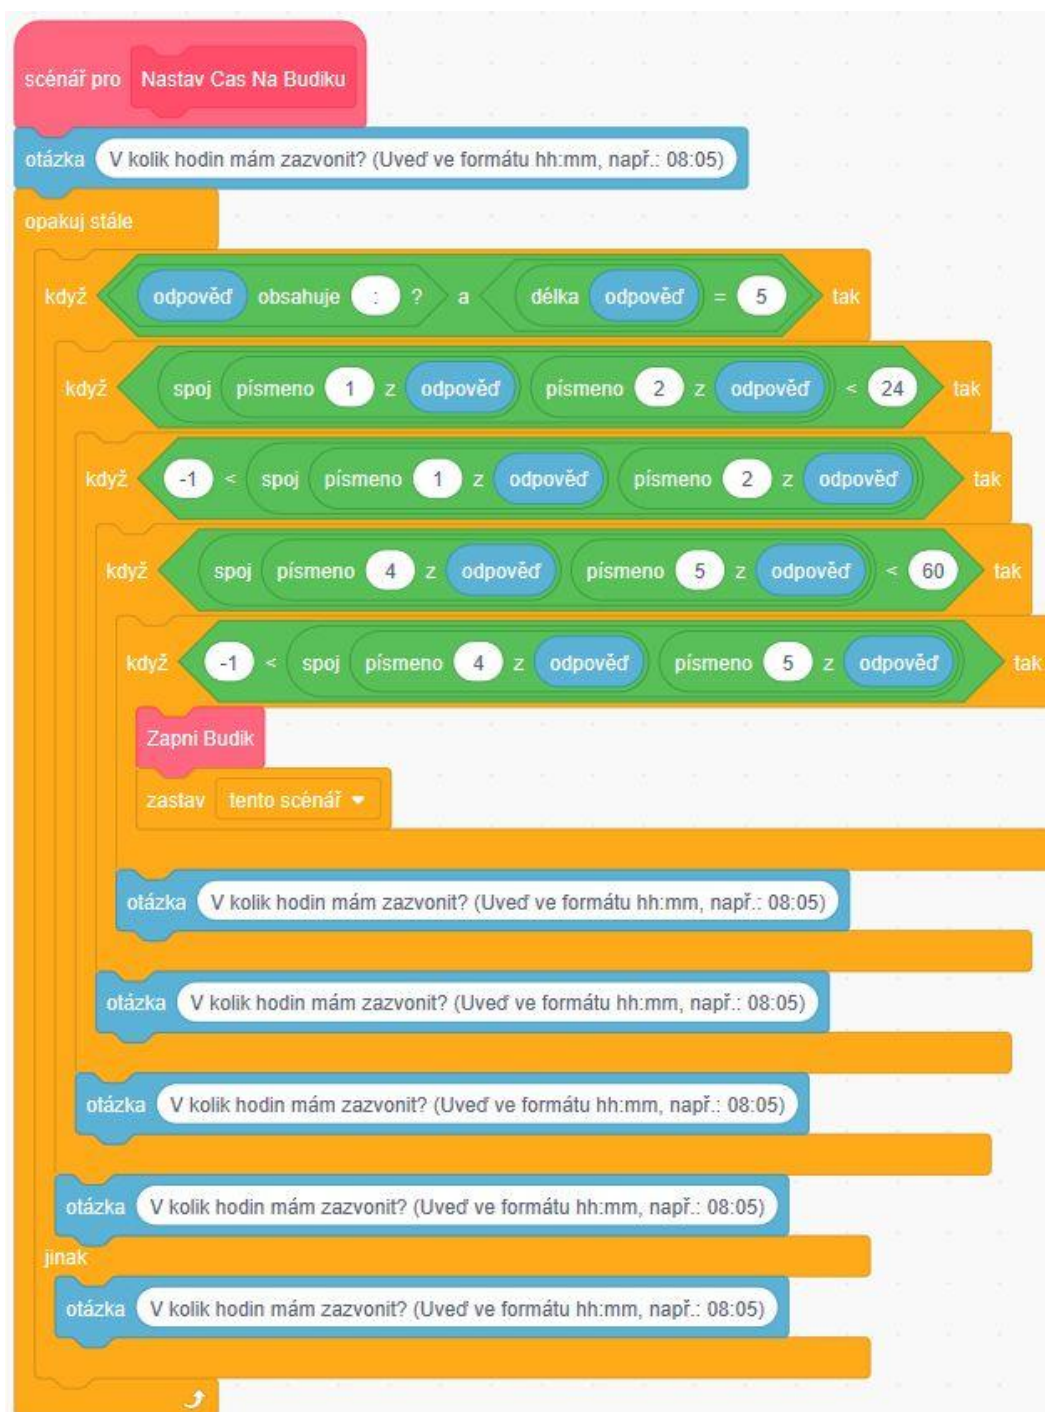 scénář pro Nastav Cas Na Budiku
otázka V kolik hodin mám zazvonit? (Uveď ve formátu hh:mm, např.: 08:05)
opakuj stále
když odpověď obsahuje : ? a délka odpověď = 5 tak
když spoj písmeno 1 z odpověď písmeno 2 z odpověď < 24 tak
když -1 < spoj písmeno 1 z odpověď písmeno 2 z odpověď tak
když spoj písmeno 4 z odpověď písmeno 5 z odpověď < 60 tak
když -1 < spoj písmeno 4 z odpověď písmeno 5 z odpověď tak
Zapni Budik
zastav tento scénář
otázka V kolik hodin mám zazvonit? (Uveď ve formátu hh:mm, např.: 08:05)
otázka V kolik hodin mám zazvonit? (Uveď ve formátu hh:mm, např.: 08:05)
otázka V kolik hodin mám zazvonit? (Uveď ve formátu hh:mm, např.: 08:05)
otázka V kolik hodin mám zazvonit? (Uveď ve formátu hh:mm, např.: 08:05)
jinak
otázka V kolik hodin mám zazvonit? (Uveď ve formátu hh:mm, např.: 08:05)